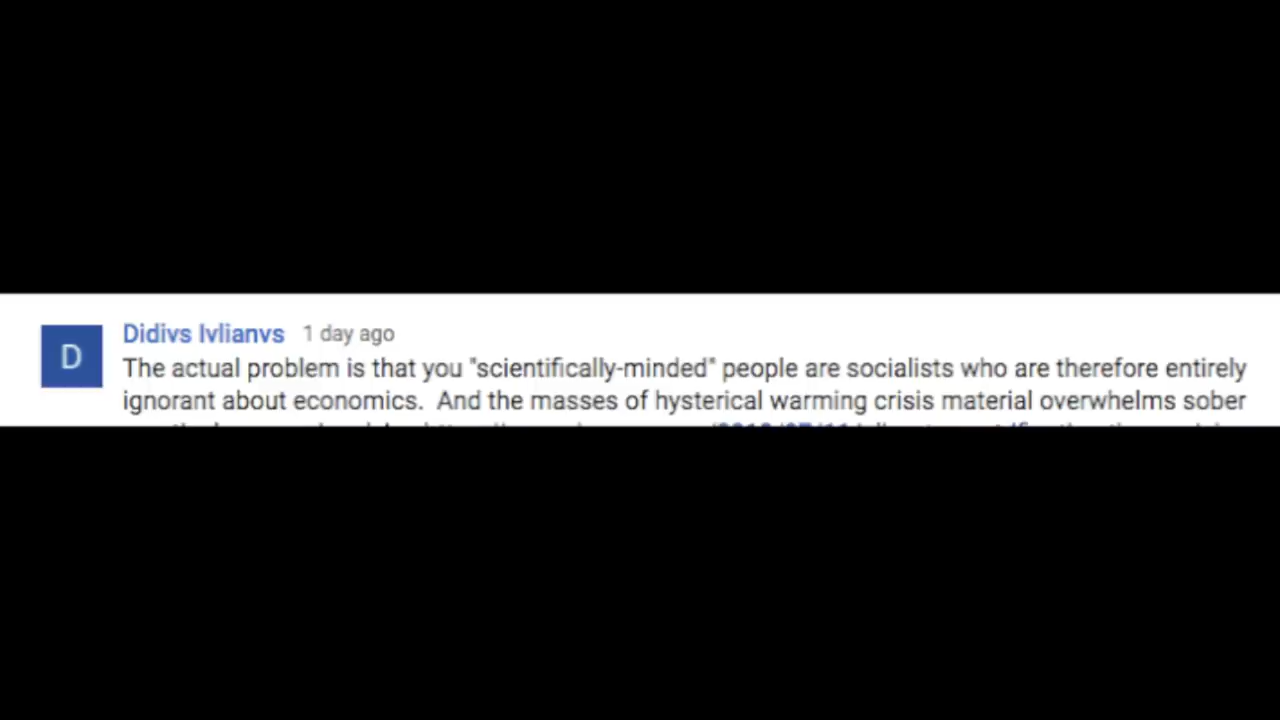 D
Didivs Ivlianvs 1 day ago
The actual problem is that you "scientifically-minded" people are socialists who are therefore entirely
ignorant about economics.  And the masses of hysterical warming crisis material overwhelms sober